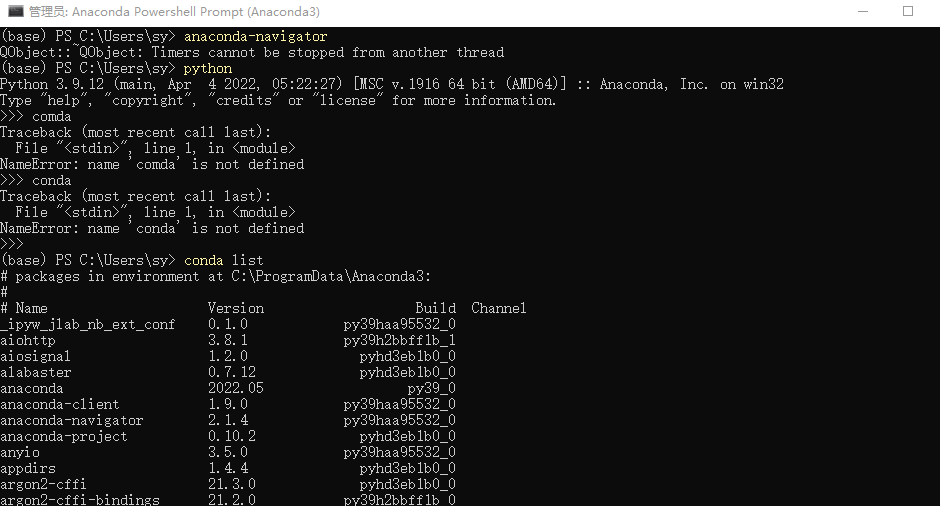 管理员: Anaconda Powershell Prompt (Anaconda3)
(base) PS C:\Users\sy> anaconda-navigator
QObject::~QObject: Timers cannot be stopped from another thread
(base) PS C:\Users\sy> python
Python 3.9.12 (main, Apr  4 2022, 05:22:27) [MSC v.1916 64 bit (AMD64)] :: Anaconda, Inc. on win32
Type "help", "copyright", "credits" or "license" for more information.
>>> comda
Traceback (most recent call last):
  File "<stdin>", line 1, in <module>
NameError: name 'comda' is not defined
>>> conda
Traceback (most recent call last):
  File "<stdin>", line 1, in <module>
NameError: name 'conda' is not defined
>>>
(base) PS C:\Users\sy> conda list
# packages in environment at C:\ProgramData\Anaconda3:
#
# Name                    Version                   Build  Channel
_ipyw_jlab_nb_ext_conf    0.1.0            py39haa95532_0
aiohttp                   3.8.1            py39h2bbff1b_1
aiosignal                 1.2.0              pyhd3eb1b0_0
alabaster                 0.7.12             pyhd3eb1b0_0
anaconda                  2022.05                  py39_0
anaconda-client           1.9.0            py39haa95532_0
anaconda-navigator        2.1.4            py39haa95532_0
anaconda-project          0.10.2             pyhd3eb1b0_0
anyio                     3.5.0            py39haa95532_0
appdirs                   1.4.4              pyhd3eb1b0_0
argon2-cffi               21.3.0             pyhd3eb1b0_0
argon2-cffi-bindings      21.2.0           py39h2bbff1b_0